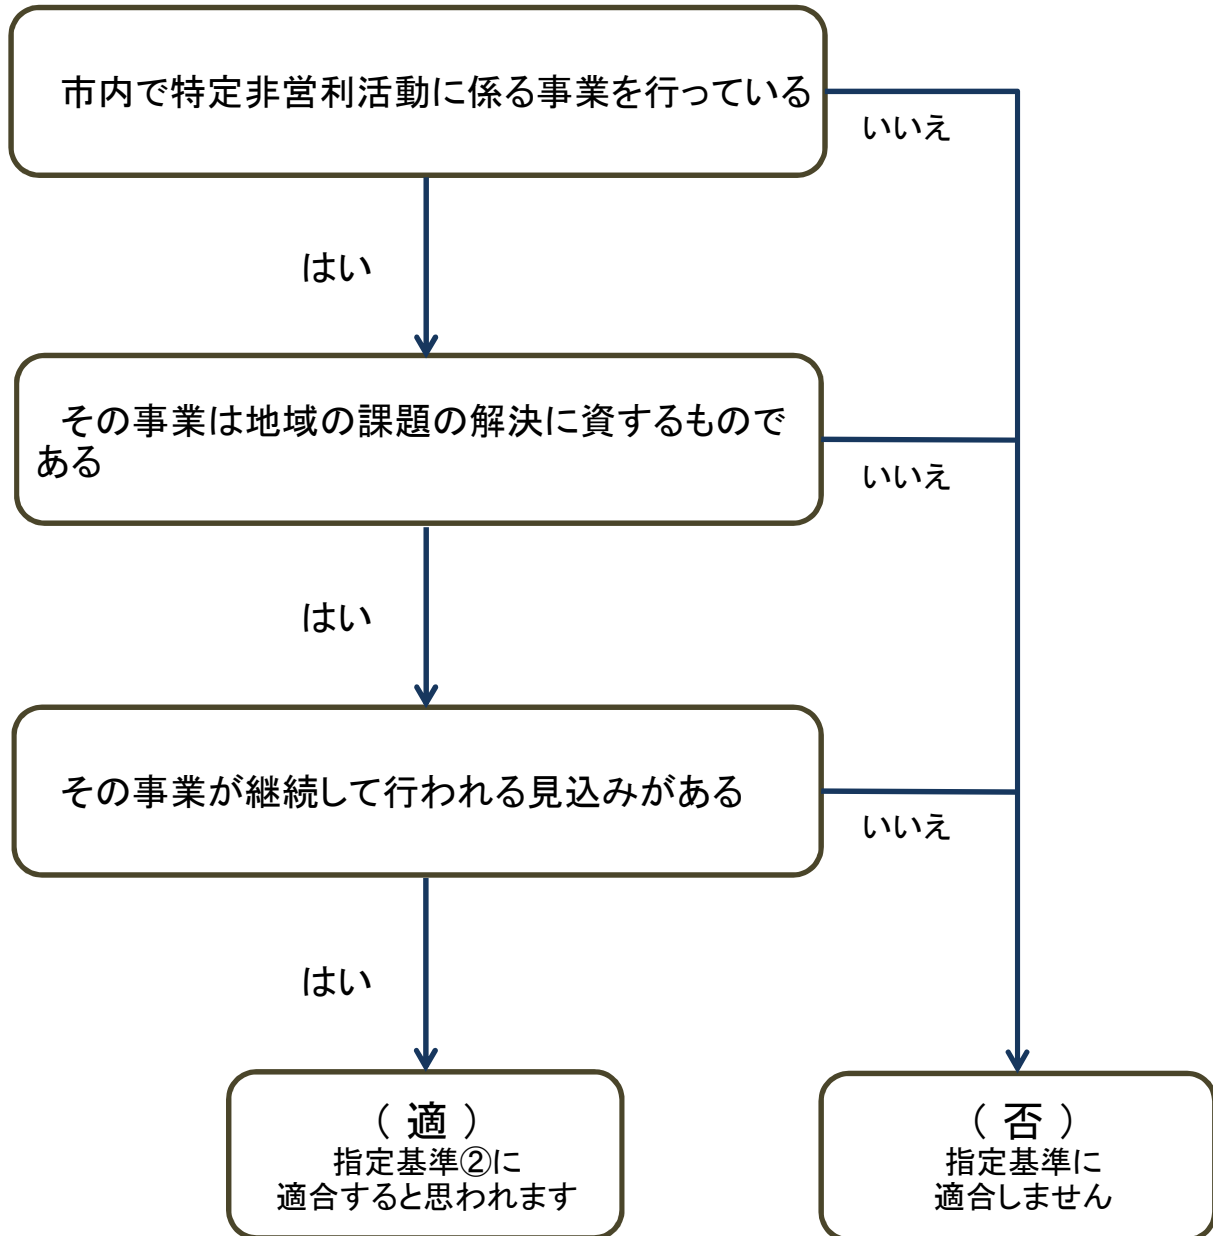 市内で特定非営利活動に係る事業を行っている
いいえ
はい
その事業は地域の課題の解決に資するもので
ある
いいえ
はい
その事業が継続して行われる見込みがある
いいえ
はい
（ 適 ）
指定基準②に
適合すると思われます
（ 否 ）
指定基準に
適合しません